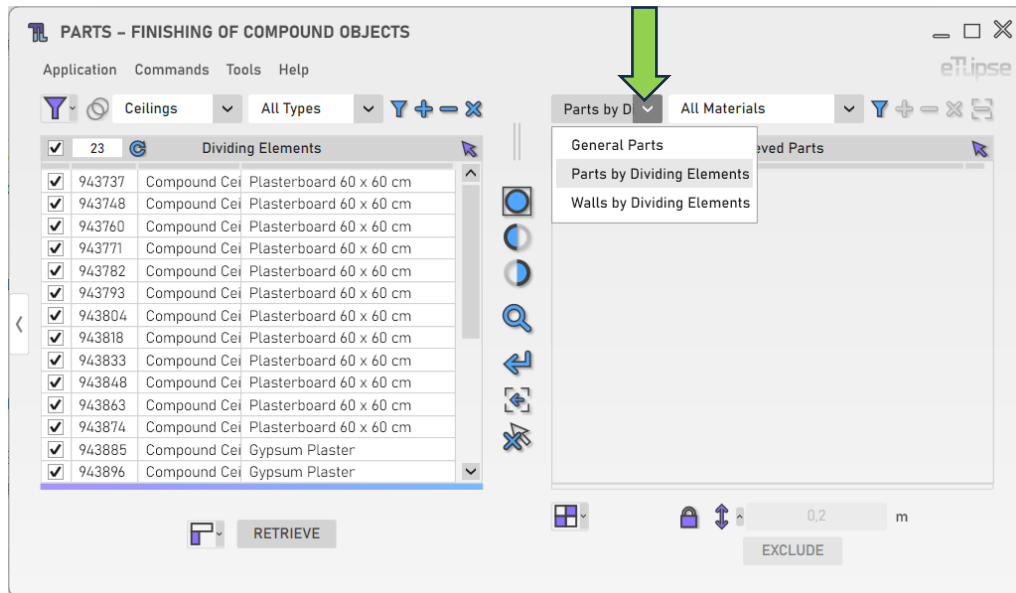 PARTS – FINISHING OF COMPOUND OBJECTS
Application Commands Tools Help
eTLipse
Ceilings All Types
Parts by D All Materials
23 Dividing Elements
General Parts
Parts by Dividing Elements
Walls by Dividing Elements
Parts
943737 Compound Cei Plasterboard 60 x 60 cm
943748 Compound Cei Plasterboard 60 x 60 cm
943760 Compound Cei Plasterboard 60 x 60 cm
943771 Compound Cei Plasterboard 60 x 60 cm
943782 Compound Cei Plasterboard 60 x 60 cm
943793 Compound Cei Plasterboard 60 x 60 cm
943804 Compound Cei Plasterboard 60 x 60 cm
943818 Compound Cei Plasterboard 60 x 60 cm
943833 Compound Cei Plasterboard 60 x 60 cm
943848 Compound Cei Plasterboard 60 x 60 cm
943863 Compound Cei Plasterboard 60 x 60 cm
943874 Compound Cei Plasterboard 60 x 60 cm
943885 Compound Cei Gypsum Plaster
943896 Compound Cei Gypsum Plaster
RETRIEVE
0,2 m
EXCLUDE